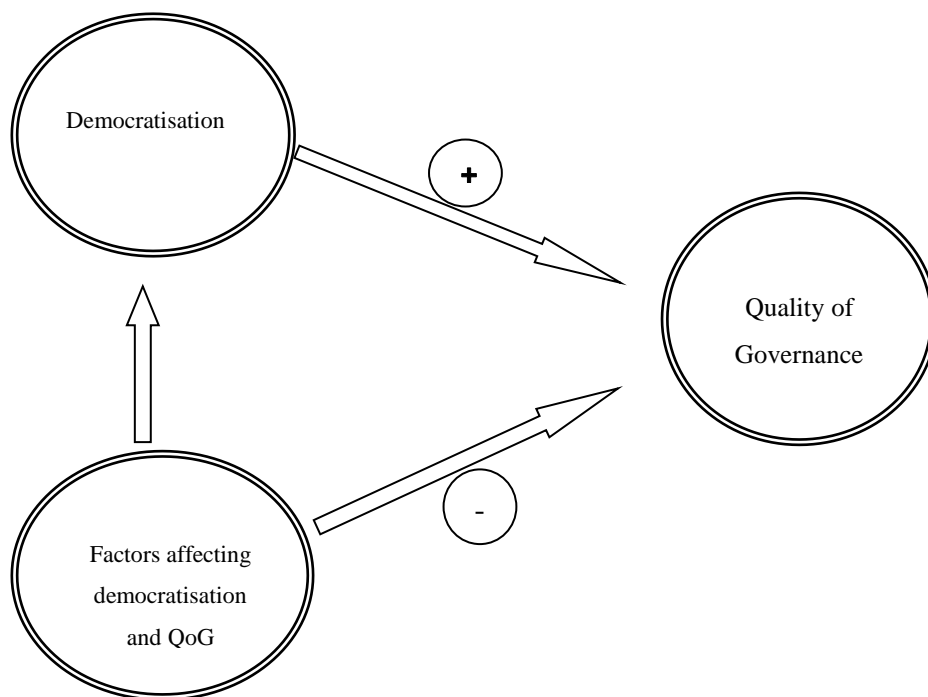 Democratisation
+
Quality of
Governance
-
Factors affecting
democratisation
and QoG